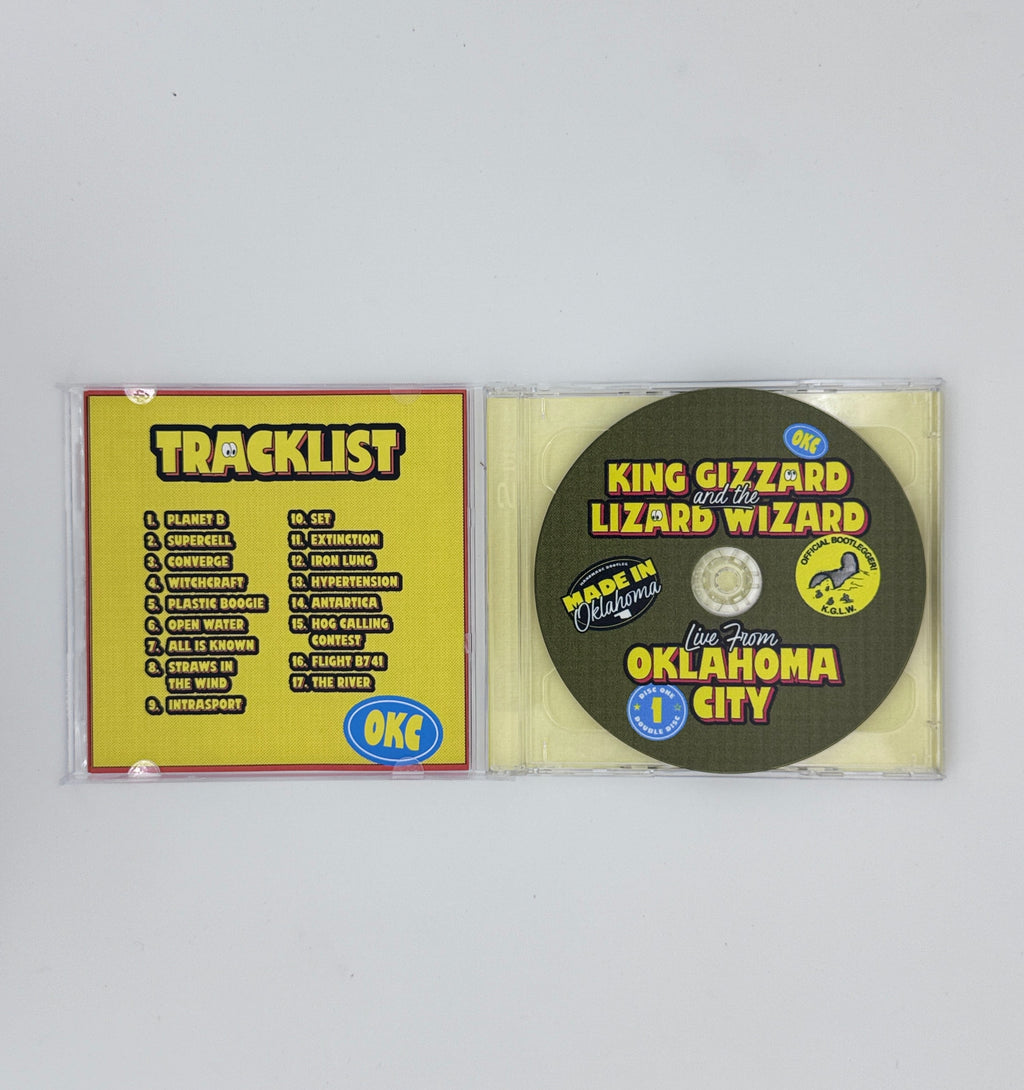 TRACKLIST
1. PLANET B
2. SUPERCELL
3. CONVERGE
4. WITCHCRAFT
5. PLASTIC BOOGIE
6. OPEN WATER
7. ALL IS KNOWN
8. STRAWS IN
THE WIND
9. INTRASPORT
10. SET
11. EXTINCTION
12. IRON LUNG
13. HYPERTENSION
14. ANTARTICA
15. HOG CALLING
CONTEST
16. FLIGHT B741
17. THE RIVER
OKC
OKC
KING GIZZARD
and the
LIZARD WIZARD
HANDMADE BOOTLEG
MADE IN
Oklahoma
OFFICIAL BOOTLEGGER!
K.G.L.W.
Live From
OKLAHOMA
CITY
DISC ONE
1
DOUBLE DISC